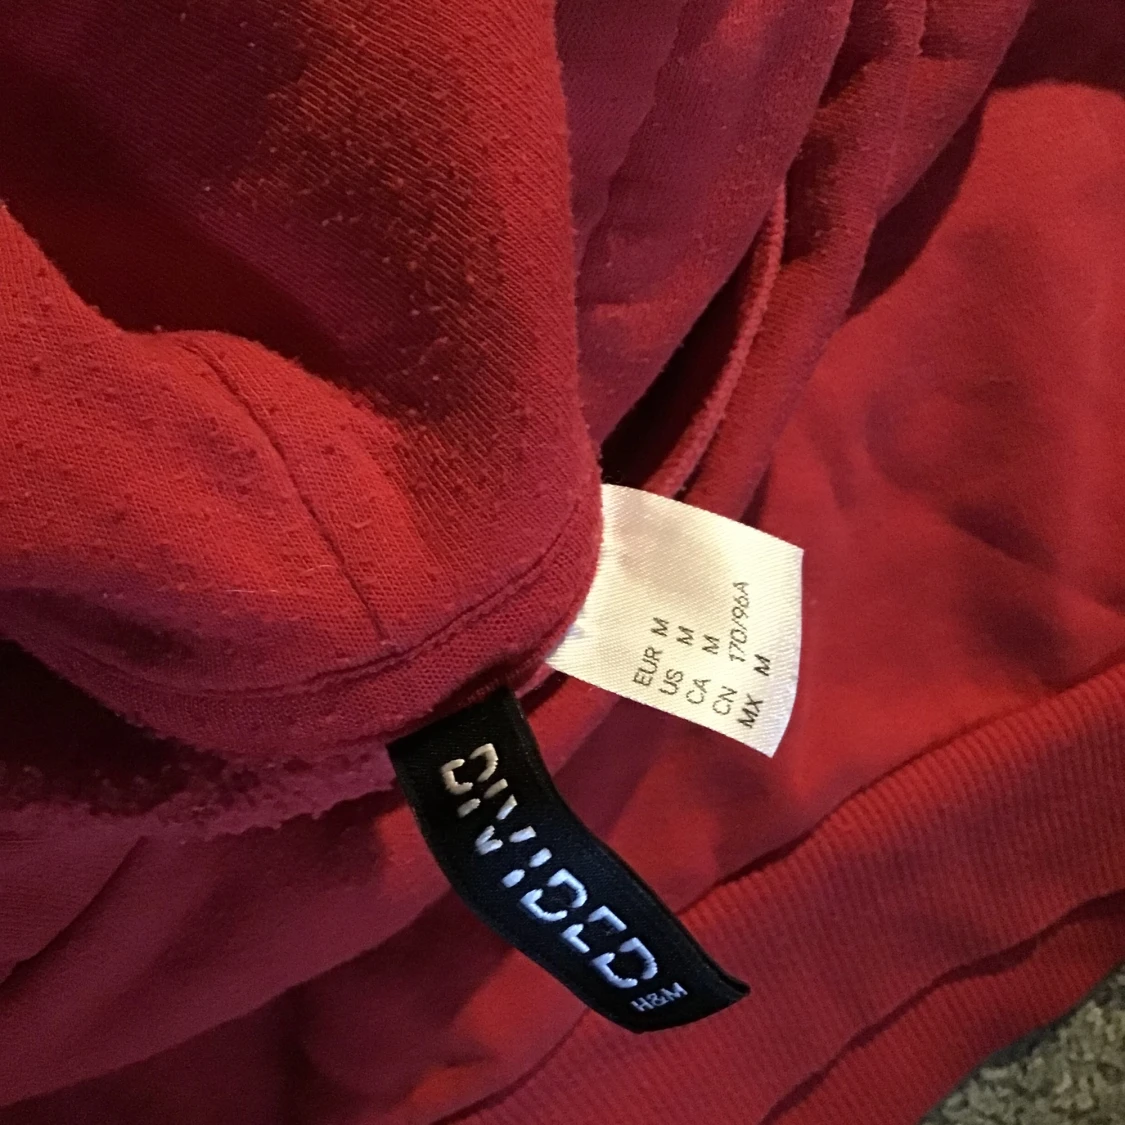 EUR M
US M
CA M
CN 170/96A
MX M
DIVIDED
H&M